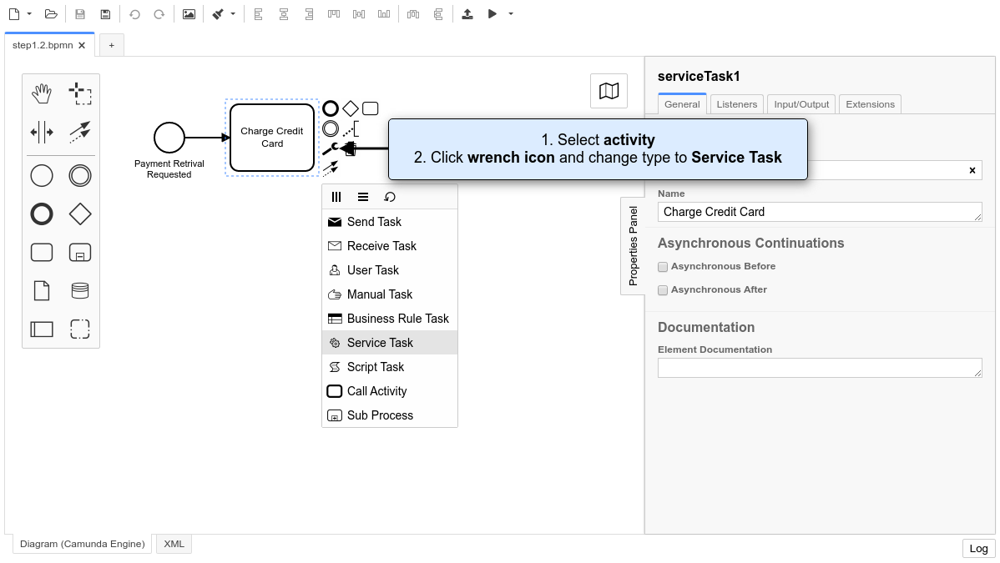 step1.2.bpmn
+
serviceTask1
General
Listeners
Input/Output
Extensions
Charge Credit
Card
Payment Retrival
Requested
1. Select activity
2. Click wrench icon and change type to Service Task
Name
Charge Credit Card
Properties Panel
Send Task
Receive Task
User Task
Manual Task
Business Rule Task
Service Task
Script Task
Call Activity
Sub Process
Asynchronous Continuations
Asynchronous Before
Asynchronous After
Documentation
Element Documentation
Diagram (Camunda Engine)
XML
Log